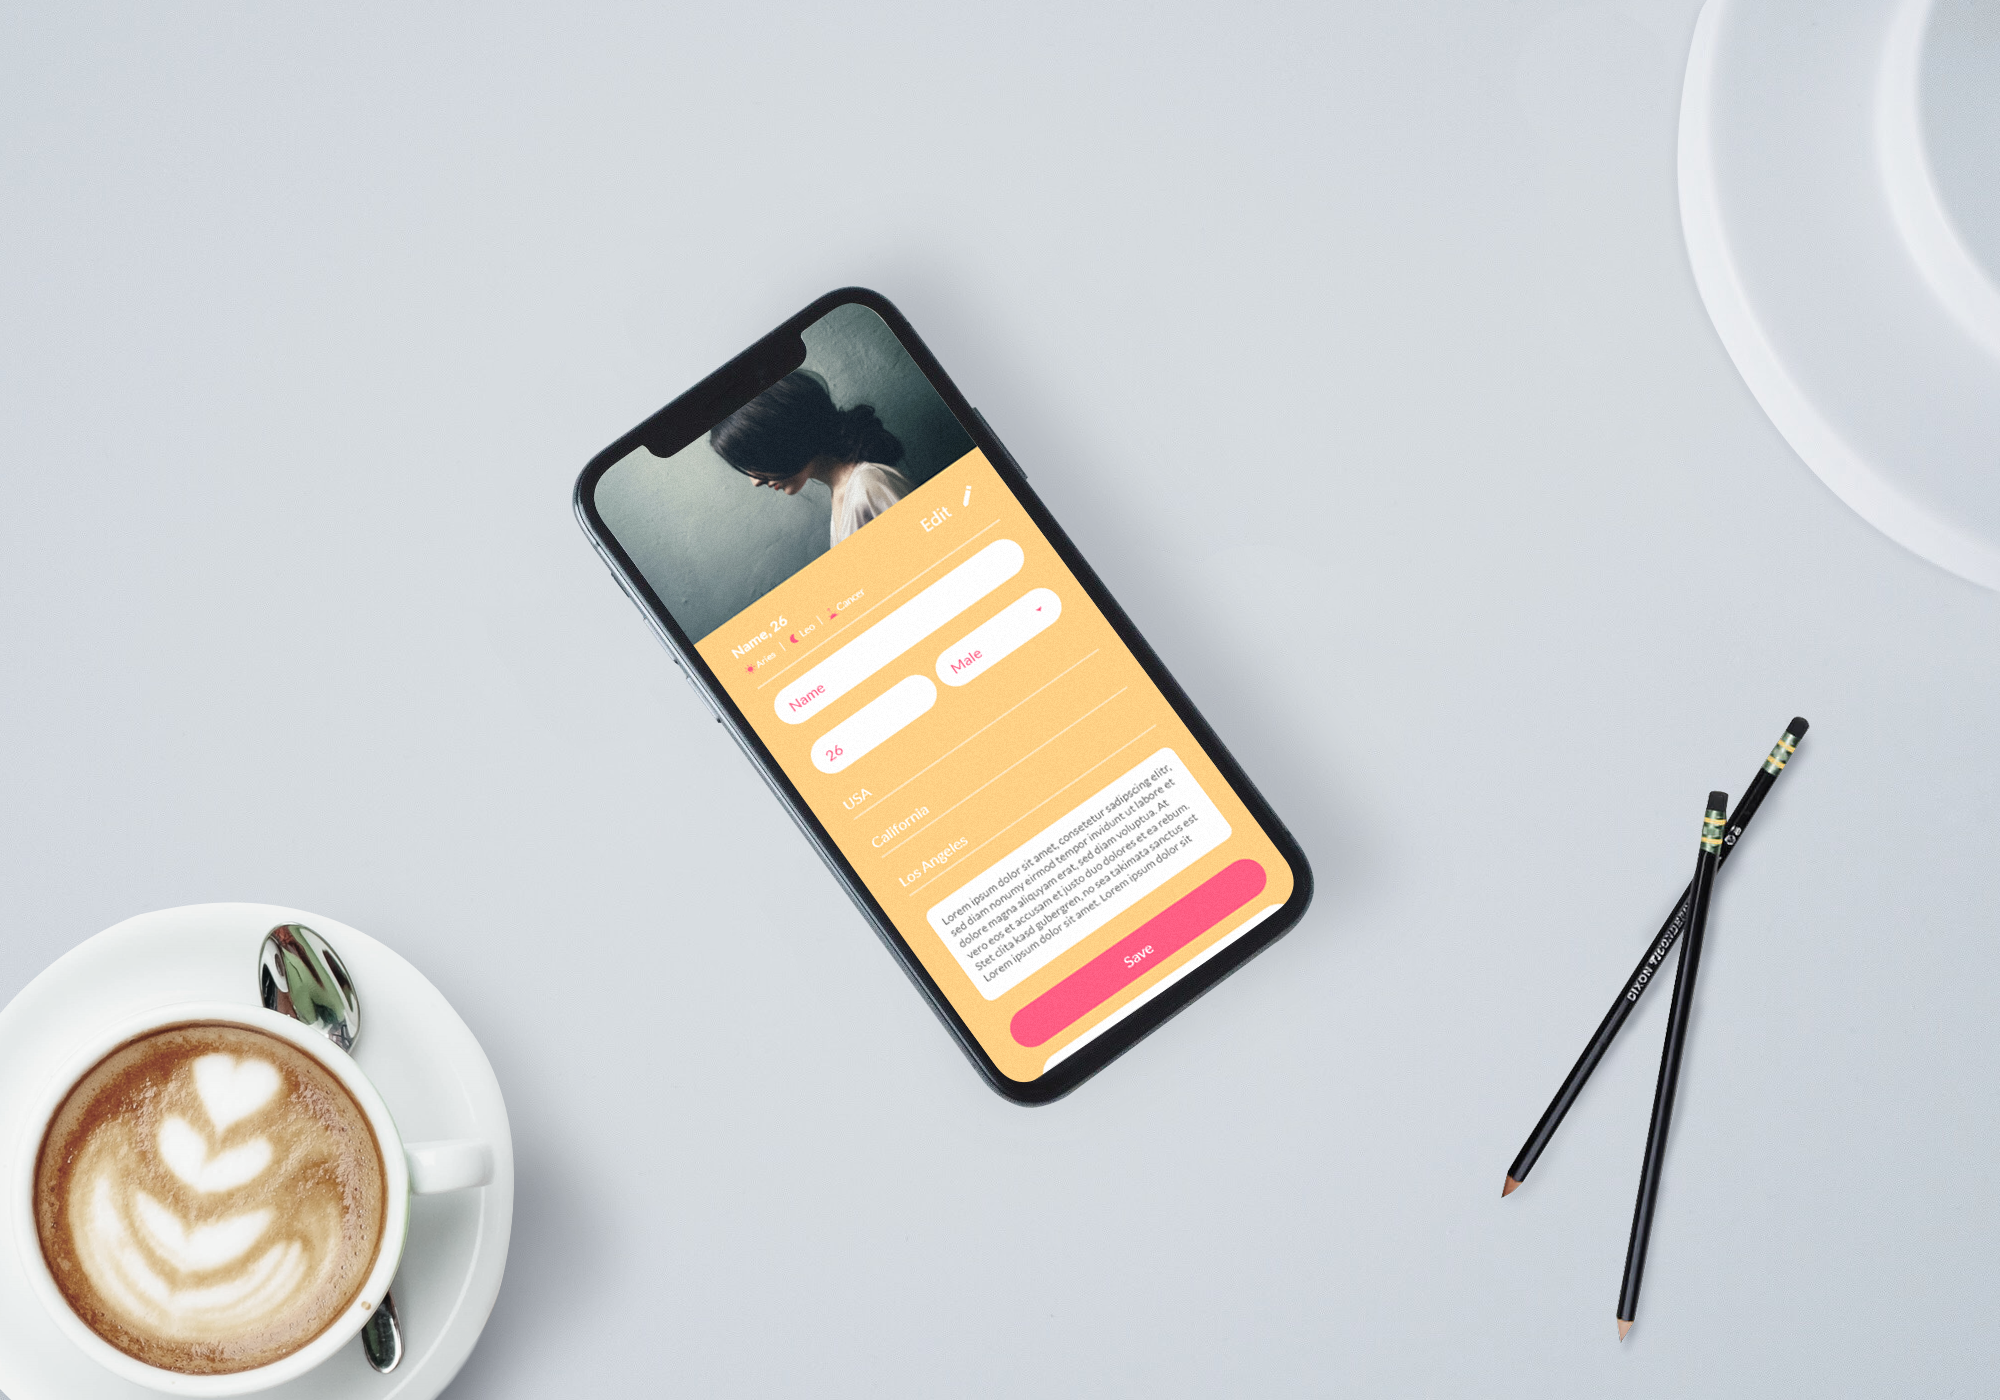 Edit
Name, 26
Aries | Leo | Cancer
Name
26
Male
USA
California
Los Angeles
Lorem ipsum dolor sit amet, consetetur sadipscing elitr,
sed diam nonumy eirmod tempor invidunt ut labore et
dolore magna aliquyam erat, sed diam voluptua. At
vero eos et accusam et justo duo dolores et ea rebum.
Stet clita kasd gubergren, no sea takimata sanctus est
Lorem ipsum dolor sit amet. Lorem ipsum dolor sit
Save
DIXON TICONDEROGA